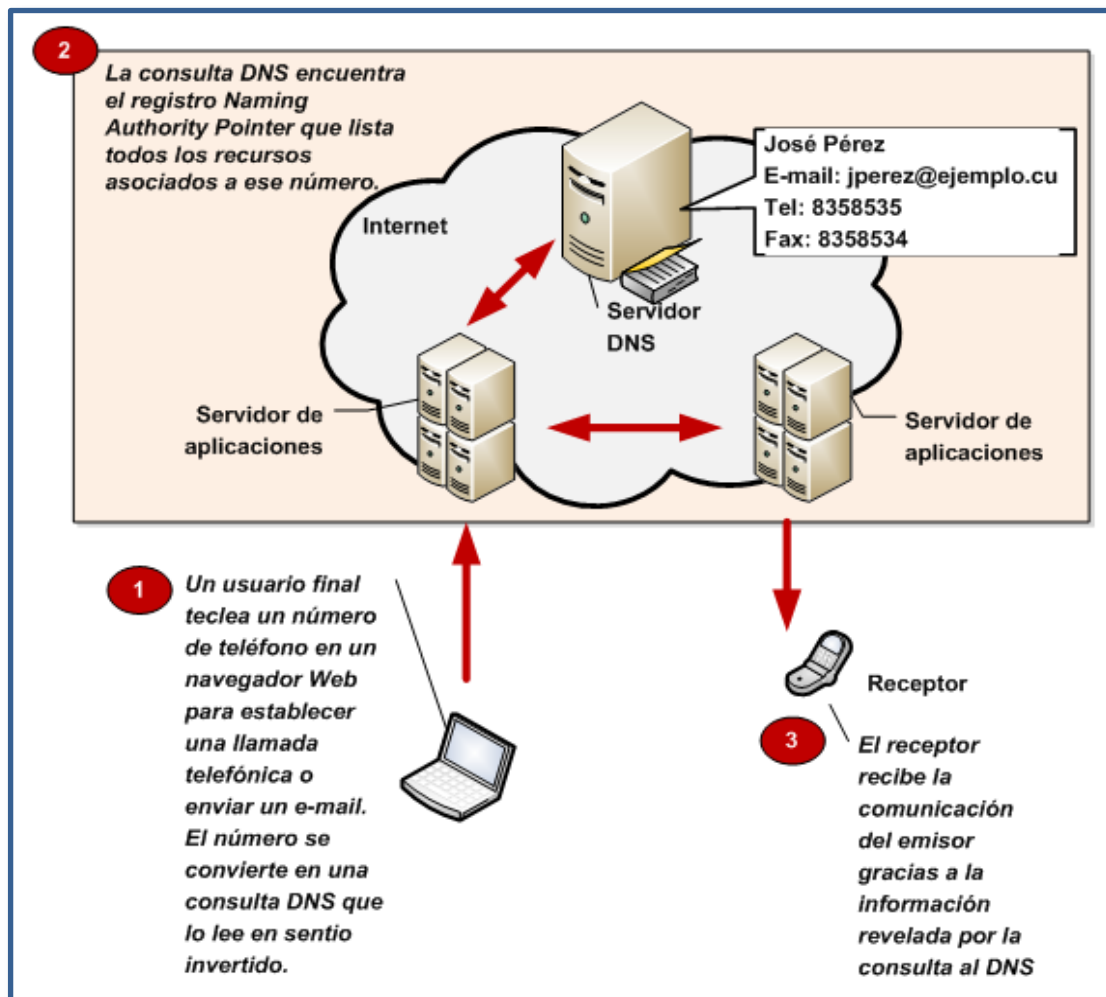 2
La consulta DNS encuentra
el registro Naming
Authority Pointer que lista
todos los recursos
asociados a ese número.
José Pérez
E-mail: jperez@ejemplo.cu
Tel: 8358535
Fax: 8358534
Internet
Servidor
DNS
Servidor de
aplicaciones
Servidor de
aplicaciones
1
Un usuario final
teclea un número
de teléfono en un
navegador Web
para establecer
una llamada
telefónica o
enviar un e-mail.
El número se
convierte en una
consulta DNS que
lo lee en sentio
invertido.
Receptor
3
El receptor
recibe la
comunicación
del emisor
gracias a la
información
revelada por la
consulta al DNS